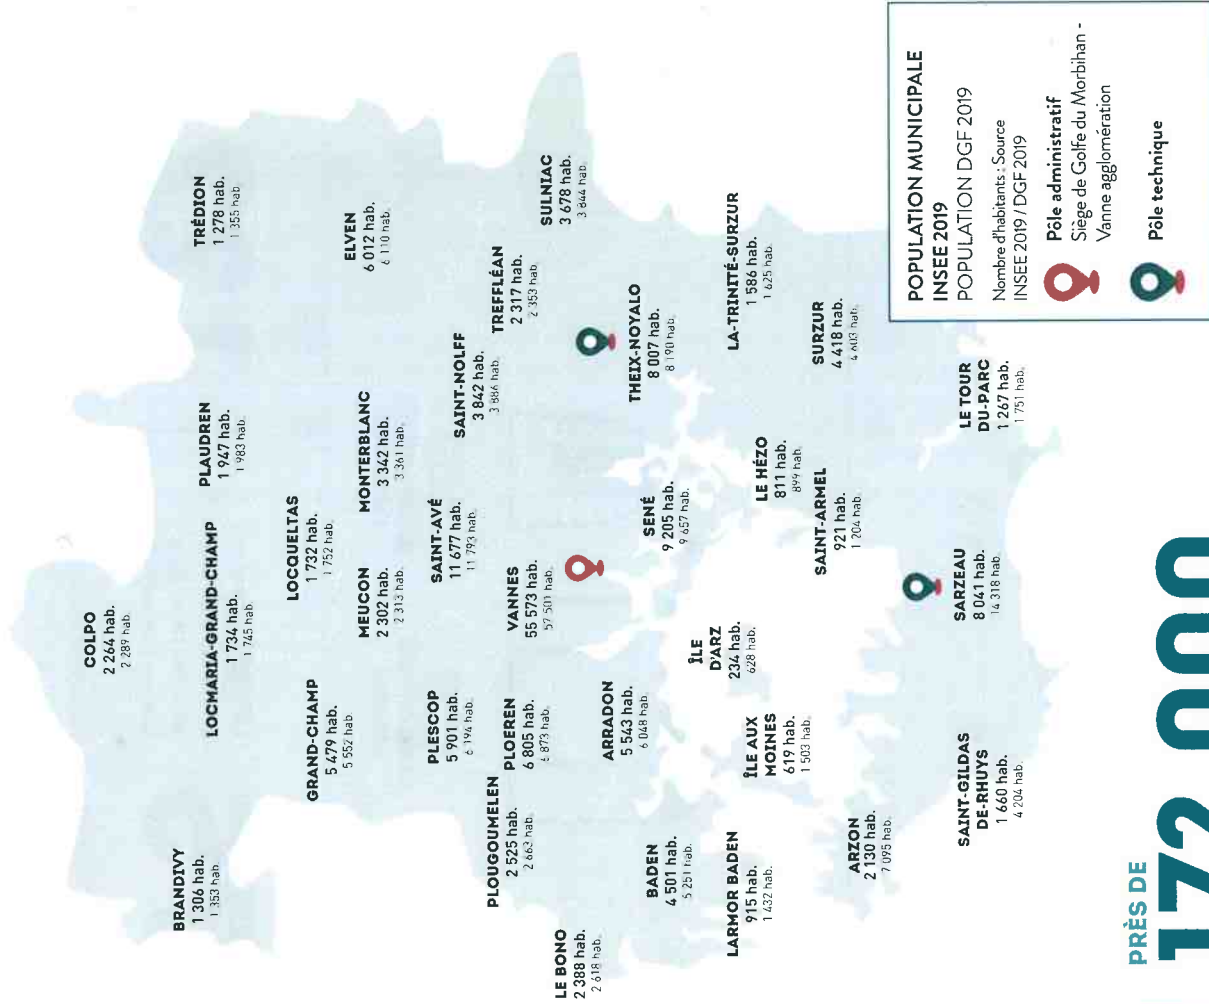 COLPO
2 264 hab.
2 289 hab.
BRANDIVY
1 306 hab.
1 353 hab.
TRÉDION
1 278 hab.
1 355 hab.
PLAUDREN
1 947 hab.
1 983 hab.
LOCMARIA-GRAND-CHAMP
1 734 hab.
1 745 hab.
LOCQUELTAS
1 732 hab.
1 752 hab.
GRAND-CHAMP
5 479 hab.
5 552 hab.
ELVEN
6 012 hab.
6 110 hab.
MEUCON
2 302 hab.
2 313 hab.
MONTERBLANC
3 342 hab.
3 361 hab.
PLESCOP
5 901 hab.
6 194 hab.
SAINT-AVÉ
11 677 hab.
11 793 hab.
SAINT-NOLFF
3 842 hab.
3 886 hab.
TREFFLÉAN
2 317 hab.
2 353 hab.
PLOUGOUMELEN
2 525 hab.
2 663 hab.
PLOEREN
6 805 hab.
6 873 hab.
VANNES
55 573 hab.
57 501 hab.
SULNIAC
3 678 hab.
3 844 hab.
LE BONO
2 388 hab.
2 618 hab.
ARRADON
5 543 hab.
6 048 hab.
THEIX-NOYALO
8 007 hab.
8 190 hab.
BADEN
4 501 hab.
5 251 hab.
SENÉ
9 205 hab.
9 657 hab.
ÎLE
D'ARZ
234 hab.
628 hab.
LARMOR BADEN
915 hab.
1 432 hab.
LA-TRINITÉ-SURZUR
1 586 hab.
1 625 hab.
ÎLE AUX
MOINES
619 hab.
1 503 hab.
LE HÉZO
811 hab.
899 hab.
SAINT-ARMEL
921 hab.
1 204 hab.
SURZUR
4 418 hab.
4 603 hab.
ARZON
2 130 hab.
7 095 hab.
SARZEAU
8 041 hab.
14 318 hab.
SAINT-GILDAS
DE-RHUYS
1 660 hab.
4 204 hab.
LE TOUR
DU-PARC
1 267 hab.
1 751 hab.
POPULATION MUNICIPALE
INSEE 2019
POPULATION DGF 2019
Nombre d'habitants : Source
INSEE 2019 / DGF 2019
Pôle administratif
Siège de Golfe du Morbihan -
Vanne agglomération
Pôle technique
PRÈS DE
172 000